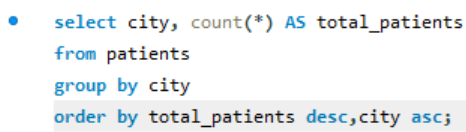 select city, count(*) AS total_patients
from patients
group by city
order by total_patients desc,city asc;